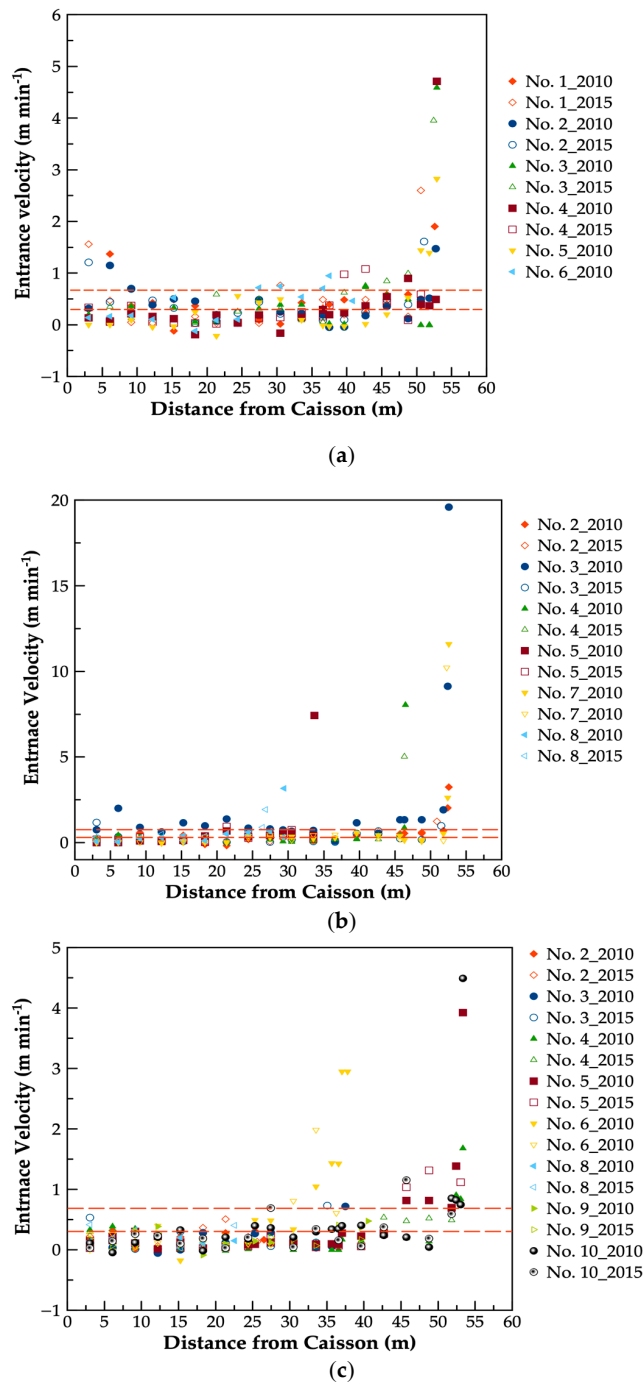 6
5
4
3
2
1
0
−1
Entrance velocity (m min⁻¹)
0 5 10 15 20 25 30 35 40 45 50 55 60
Distance from Caisson (m)
No. 1_2010
No. 1_2015
No. 2_2010
No. 2_2015
No. 3_2010
No. 3_2015
No. 4_2010
No. 4_2015
No. 5_2010
No. 6_2010
(a)
20
15
10
5
0
Entrnace Velocity (m min⁻¹)
0 5 10 15 20 25 30 35 40 45 50 55 60
Distance from Caisson (m)
No. 2_2010
No. 2_2015
No. 3_2010
No. 3_2015
No. 4_2010
No. 4_2015
No. 5_2010
No. 5_2015
No. 7_2010
No. 7_2010
No. 8_2010
No. 8_2015
(b)
5
4
3
2
1
0
−1
Entrnace Velocity (m min⁻¹)
0 5 10 15 20 25 30 35 40 45 50 55 60
Distance from Caisson (m)
No. 2_2010
No. 2_2015
No. 3_2010
No. 3_2015
No. 4_2010
No. 4_2015
No. 5_2010
No. 5_2015
No. 6_2010
No. 6_2010
No. 8_2010
No. 8_2015
No. 9_2010
No. 9_2015
No. 10_2010
No. 10_2015
(c)